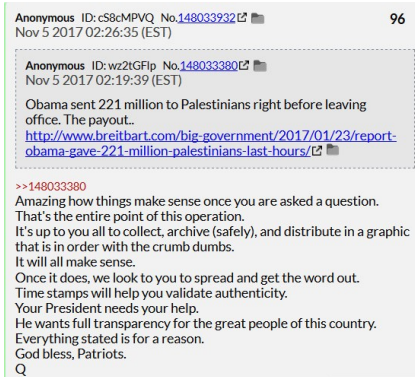 Anonymous ID: cS8cMPVQ No.148033932 96
Nov 5 2017 02:26:35 (EST)
Anonymous ID: wz2tGFlp No.148033380
Nov 5 2017 02:19:39 (EST)
Obama sent 221 million to Palestinians right before leaving
office. The payout..
http://www.breitbart.com/big-government/2017/01/23/report-
obama-gave-221-million-palestinians-last-hours/
>>148033380
Amazing how things make sense once you are asked a question.
That's the entire point of this operation.
It's up to you all to collect, archive (safely), and distribute in a graphic
that is in order with the crumb dumbs.
It will all make sense.
Once it does, we look to you to spread and get the word out.
Time stamps will help you validate authenticity.
Your President needs your help.
He wants full transparency for the great people of this country.
Everything stated is for a reason.
God bless, Patriots.
Q